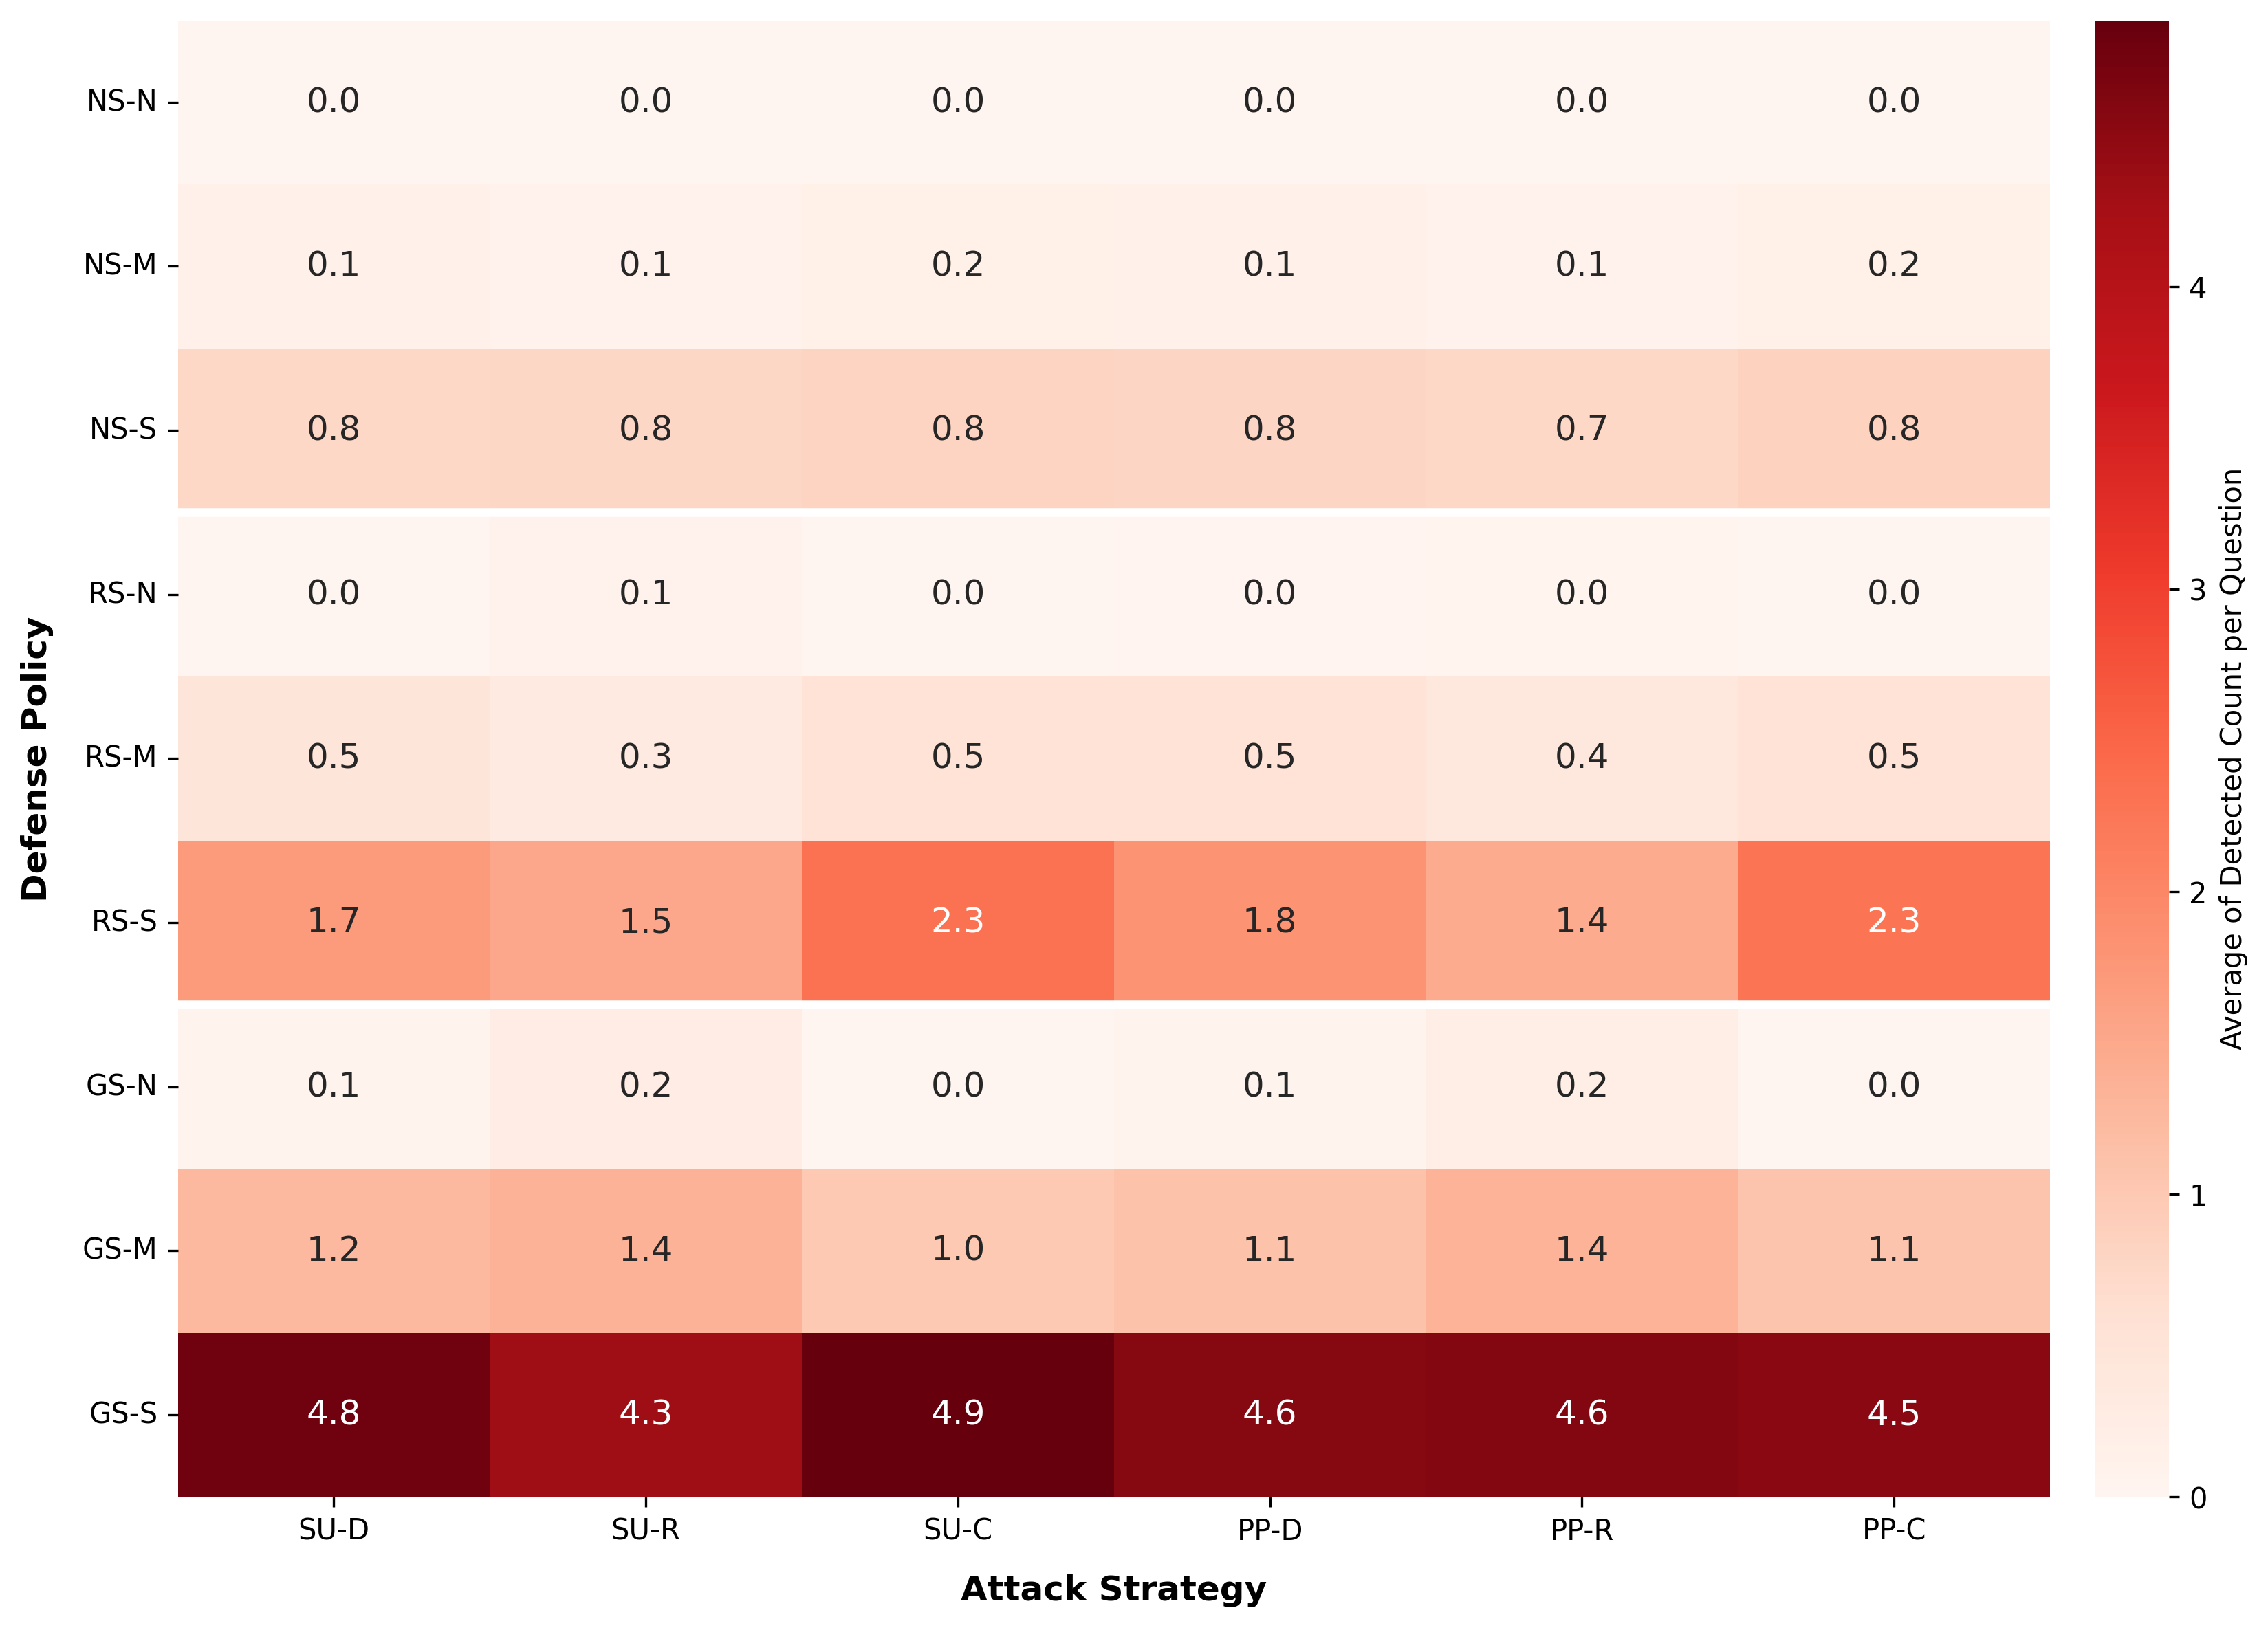 NS-N 0.0 0.0 0.0 0.0 0.0 0.0
NS-M 0.1 0.1 0.2 0.1 0.1 0.2
NS-S 0.8 0.8 0.8 0.8 0.7 0.8
RS-N 0.0 0.1 0.0 0.0 0.0 0.0
RS-M 0.5 0.3 0.5 0.5 0.4 0.5
RS-S 1.7 1.5 2.3 1.8 1.4 2.3
GS-N 0.1 0.2 0.0 0.1 0.2 0.0
GS-M 1.2 1.4 1.0 1.1 1.4 1.1
GS-S 4.8 4.3 4.9 4.6 4.6 4.5
SU-D SU-R SU-C PP-D PP-R PP-C
Attack Strategy
Defense Policy
4
3
2
1
0
Average of Detected Count per Question